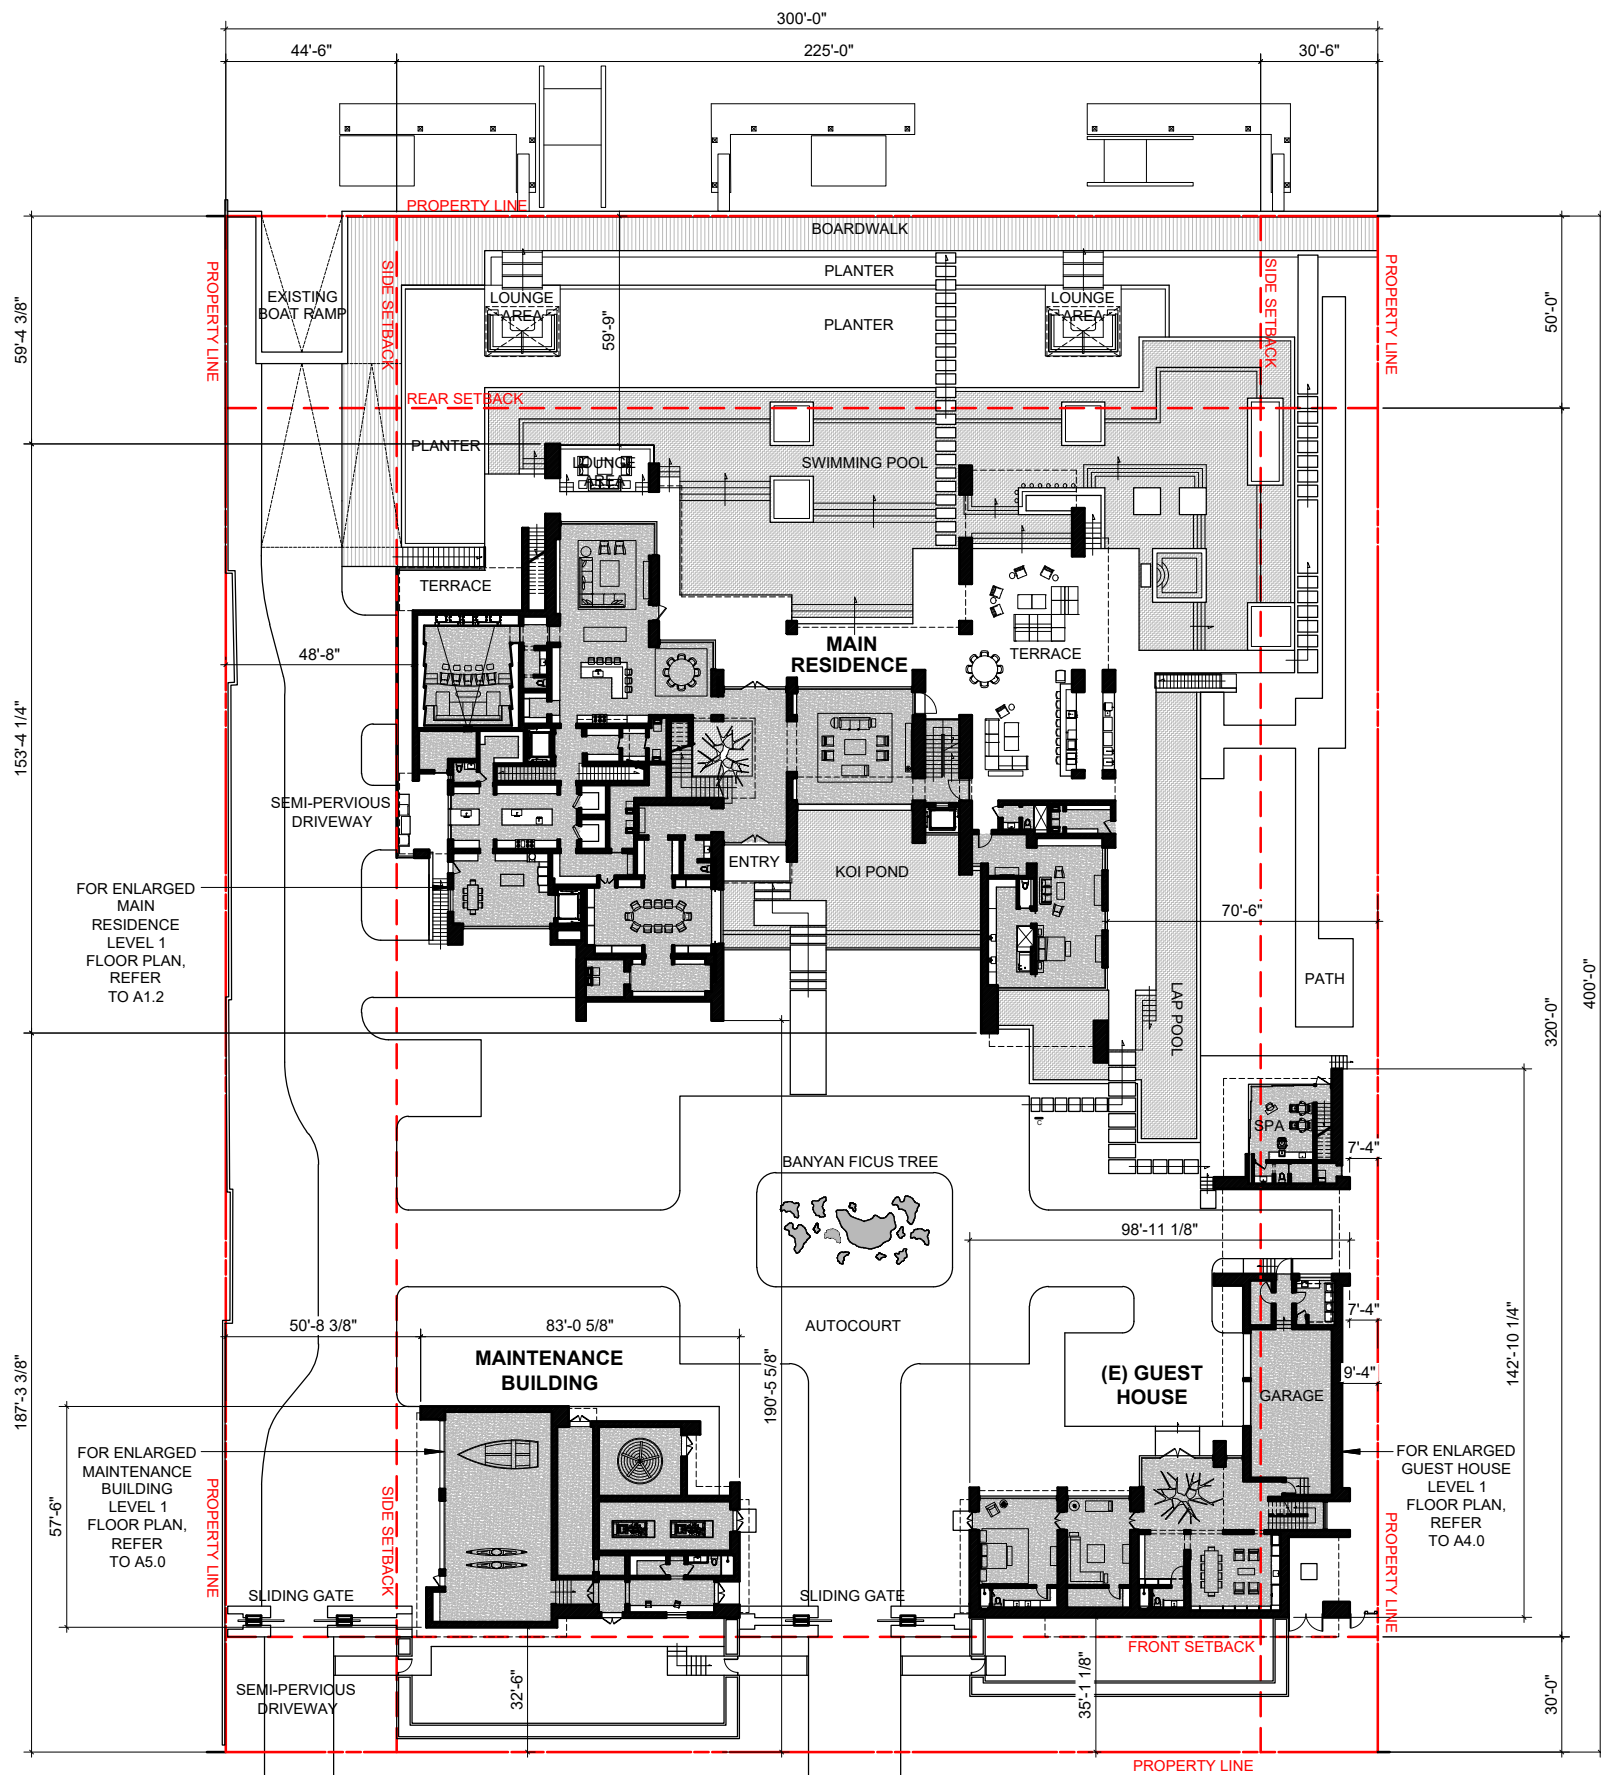 300'-0"
44'-6"
225'-0"
30'-6"
PROPERTY LINE
BOARDWALK
PLANTER
PROPERTY LINE
SIDE SETBACK
EXISTING
BOAT RAMP
LOUNGE
AREA
59'-9"
PLANTER
LOUNGE
AREA
SIDE SETBACK
PROPERTY LINE
59'-4 3/8"
50'-0"
REAR SETBACK
PLANTER
LOUNGE
AREA
SWIMMING POOL
TERRACE
MAIN
RESIDENCE
TERRACE
48'-8"
153'-4 1/4"
SEMI-PERVIOUS
DRIVEWAY
ENTRY
KOI POND
FOR ENLARGED
MAIN
RESIDENCE
LEVEL 1
FLOOR PLAN,
REFER
TO A1.2
70'-6"
PATH
LAP POOL
320'-0"
400'-0"
SPA
7'-4"
BANYAN FICUS TREE
98'-11 1/8"
7'-4"
50'-8 3/8"
83'-0 5/8"
AUTOCOURT
MAINTENANCE
BUILDING
190'-5 5/8"
(E) GUEST
HOUSE
9'-4"
GARAGE
142'-10 1/4"
187'-3 3/8"
57'-6"
FOR ENLARGED
MAINTENANCE
BUILDING
LEVEL 1
FLOOR PLAN,
REFER
TO A5.0
PROPERTY LINE
SIDE SETBACK
FOR ENLARGED
GUEST HOUSE
LEVEL 1
FLOOR PLAN,
REFER
TO A4.0
PROPERTY LINE
SLIDING GATE
SLIDING GATE
FRONT SETBACK
SEMI-PERVIOUS
DRIVEWAY
32'-6"
35'-1 1/8"
30'-0"
PROPERTY LINE